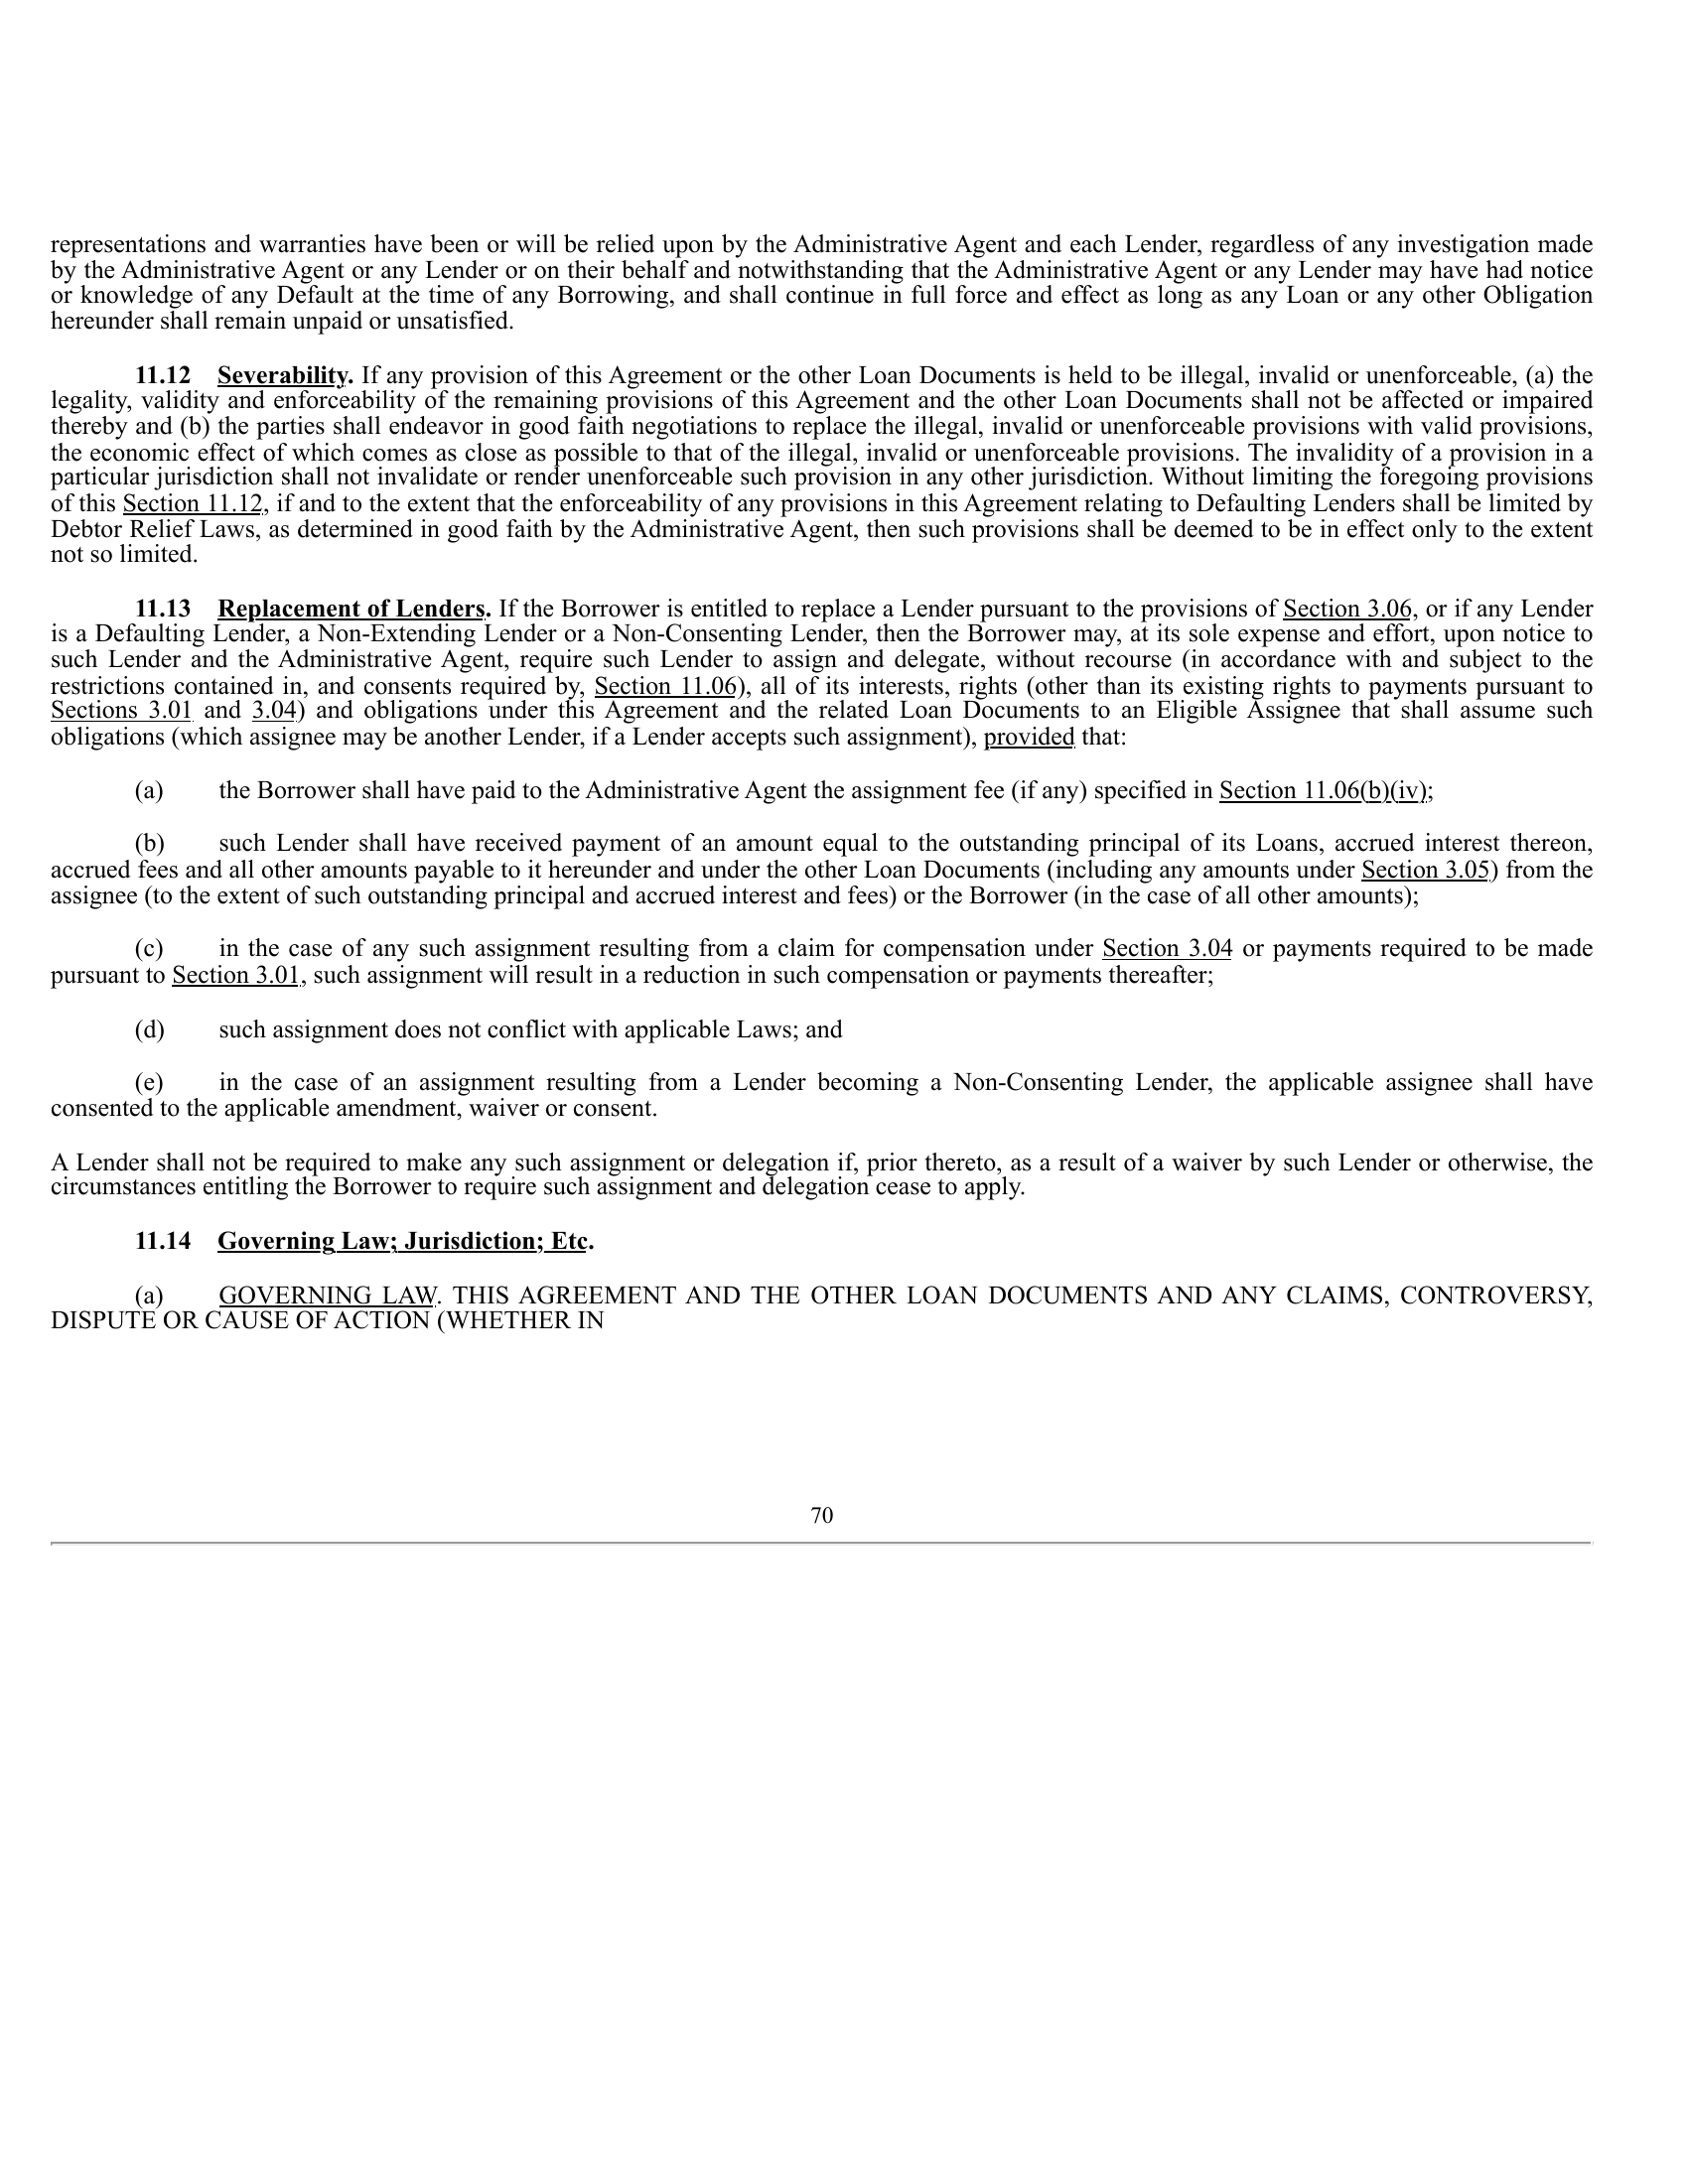 representations and warranties have been or will be relied upon by the Administrative Agent and each Lender, regardless of any investigation made
by the Administrative Agent or any Lender or on their behalf and notwithstanding that the Administrative Agent or any Lender may have had notice
or knowledge of any Default at the time of any Borrowing, and shall continue in full force and effect as long as any Loan or any other Obligation
hereunder shall remain unpaid or unsatisfied.
11.12 Severability. If any provision of this Agreement or the other Loan Documents is held to be illegal, invalid or unenforceable, (a) the
legality, validity and enforceability of the remaining provisions of this Agreement and the other Loan Documents shall not be affected or impaired
thereby and (b) the parties shall endeavor in good faith negotiations to replace the illegal, invalid or unenforceable provisions with valid provisions,
the economic effect of which comes as close as possible to that of the illegal, invalid or unenforceable provisions. The invalidity of a provision in a
particular jurisdiction shall not invalidate or render unenforceable such provision in any other jurisdiction. Without limiting the foregoing provisions
of this Section 11.12, if and to the extent that the enforceability of any provisions in this Agreement relating to Defaulting Lenders shall be limited by
Debtor Relief Laws, as determined in good faith by the Administrative Agent, then such provisions shall be deemed to be in effect only to the extent
not so limited.
11.13 Replacement of Lenders. If the Borrower is entitled to replace a Lender pursuant to the provisions of Section 3.06, or if any Lender
is a Defaulting Lender, a Non-Extending Lender or a Non-Consenting Lender, then the Borrower may, at its sole expense and effort, upon notice to
such Lender and the Administrative Agent, require such Lender to assign and delegate, without recourse (in accordance with and subject to the
restrictions contained in, and consents required by, Section 11.06), all of its interests, rights (other than its existing rights to payments pursuant to
Sections 3.01 and 3.04) and obligations under this Agreement and the related Loan Documents to an Eligible Assignee that shall assume such
obligations (which assignee may be another Lender, if a Lender accepts such assignment), provided that:
(a) the Borrower shall have paid to the Administrative Agent the assignment fee (if any) specified in Section 11.06(b)(iv);
(b) such Lender shall have received payment of an amount equal to the outstanding principal of its Loans, accrued interest thereon,
accrued fees and all other amounts payable to it hereunder and under the other Loan Documents (including any amounts under Section 3.05) from the
assignee (to the extent of such outstanding principal and accrued interest and fees) or the Borrower (in the case of all other amounts);
(c) in the case of any such assignment resulting from a claim for compensation under Section 3.04 or payments required to be made
pursuant to Section 3.01, such assignment will result in a reduction in such compensation or payments thereafter;
(d) such assignment does not conflict with applicable Laws; and
(e) in the case of an assignment resulting from a Lender becoming a Non-Consenting Lender, the applicable assignee shall have
consented to the applicable amendment, waiver or consent.
A Lender shall not be required to make any such assignment or delegation if, prior thereto, as a result of a waiver by such Lender or otherwise, the
circumstances entitling the Borrower to require such assignment and delegation cease to apply.
11.14 Governing Law; Jurisdiction; Etc.
(a) GOVERNING LAW. THIS AGREEMENT AND THE OTHER LOAN DOCUMENTS AND ANY CLAIMS, CONTROVERSY,
DISPUTE OR CAUSE OF ACTION (WHETHER IN
70